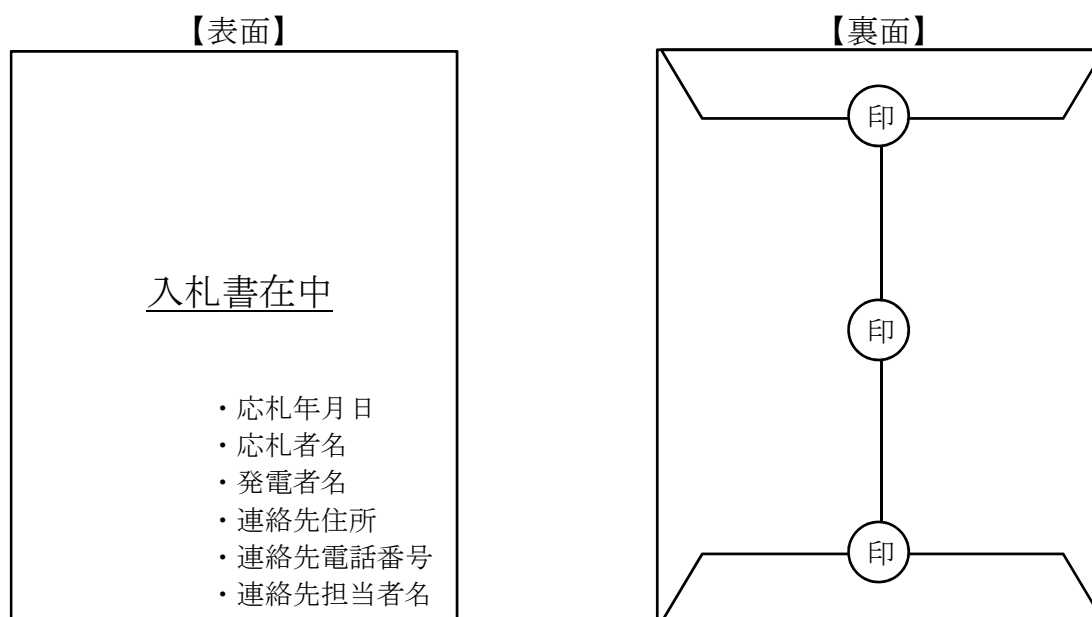 【表面】
入札書在中
・応札年月日
・応札者名
・発電者名
・連絡先住所
・連絡先電話番号
・連絡先担当者名
【裏面】
印
印
印